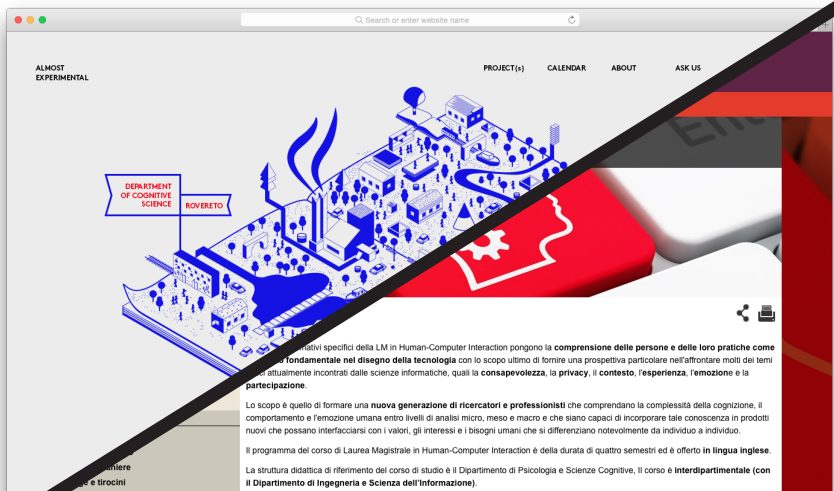 Search or enter website name
ALMOST
EXPERIMENTAL
PROJECT(s) CALENDAR ABOUT ASK US
DEPARTMENT
OF COGNITIVE
SCIENCE
ROVERETO
specifici della LM in Human-Computer Interaction pongono la comprensione delle persone e delle loro pratiche come
fondamentale nel disegno della tecnologia con lo scopo ultimo di fornire una prospettiva particolare nell'affrontare molti dei temi
attualmente incontrati dalle scienze informatiche, quali la consapevolezza, la privacy, il contesto, l'esperienza, l'emozione e la
partecipazione.
Lo scopo è quello di formare una nuova generazione di ricercatori e professionisti che comprendano la complessità della cognizione, il
comportamento e l'emozione umana entro livelli di analisi micro, meso e macro e che siano capaci di incorporare tale conoscenza in prodotti
nuovi che possano interfacciarsi con i valori, gli interessi e i bisogni umani che si differenziano notevolmente da individuo a individuo.
Il programma del corso di Laurea Magistrale in Human-Computer Interaction è della durata di quattro semestri ed è offerto in lingua inglese.
La struttura didattica di riferimento del corso di studio è il Dipartimento di Psicologia e Scienze Cognitive, Il corso è interdipartimentale (con
il Dipartimento di Ingegneria e Scienza dell'Informazione).
e tirocini